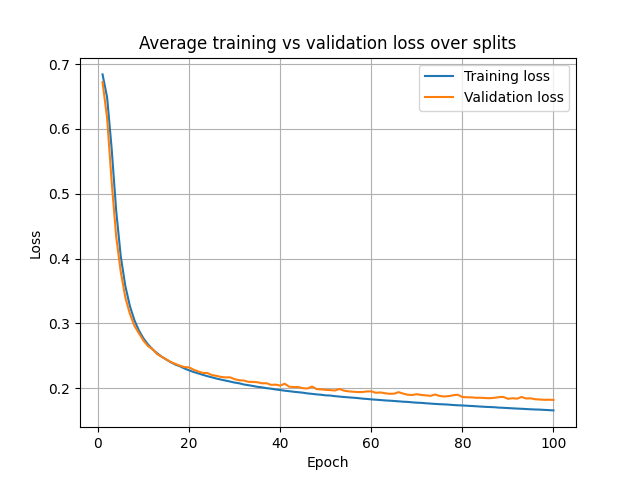 Average training vs validation loss over splits
Training loss
Validation loss
Loss
0.7
0.6
0.5
0.4
0.3
0.2
0
20
40
60
80
100
Epoch